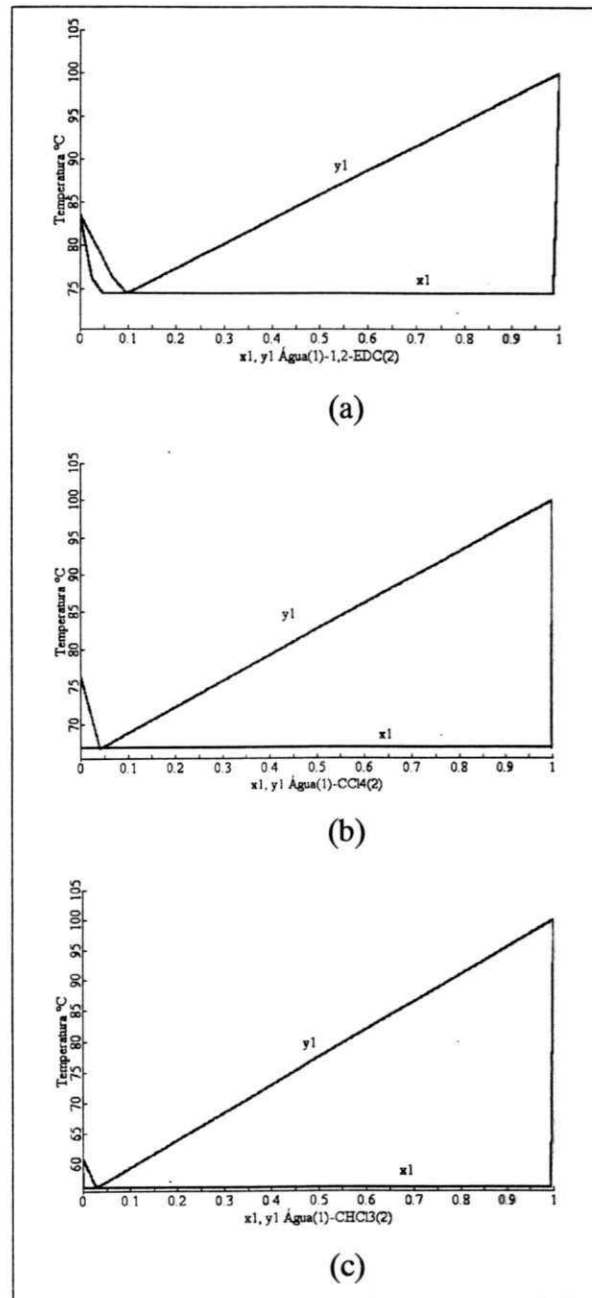 105
100
95
90
85
80
75
Temperatura ºC
y1
x1
0 0.1 0.2 0.3 0.4 0.5 0.6 0.7 0.8 0.9 1
x1, y1 Água(1)-1,2-EDC(2)
(a)
105
100
95
90
85
80
75
70
Temperatura ºC
y1
x1
0 0.1 0.2 0.3 0.4 0.5 0.6 0.7 0.8 0.9 1
x1, y1 Água(1)-CCl4(2)
(b)
105
100
95
90
85
80
75
70
65
60
Temperatura ºC
y1
x1
0 0.1 0.2 0.3 0.4 0.5 0.6 0.7 0.8 0.9 1
x1, y1 Água(1)-CHCl3(2)
(c)